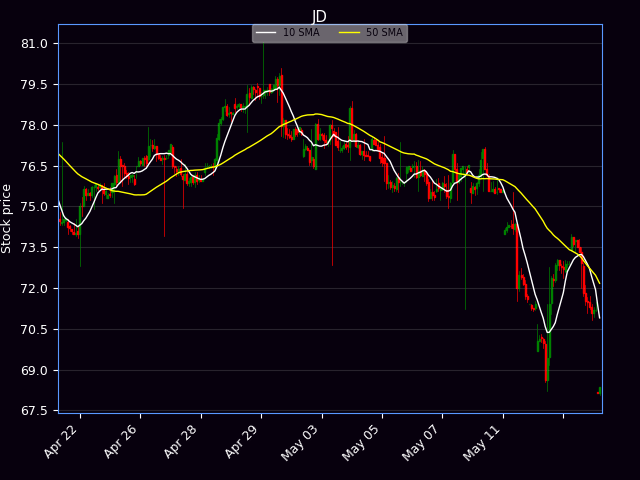 JD
10 SMA
50 SMA
81.0
79.5
78.0
76.5
75.0
73.5
72.0
70.5
69.0
67.5
Stock price
Apr 22
Apr 26
Apr 28
Apr 29
May 03
May 05
May 07
May 11